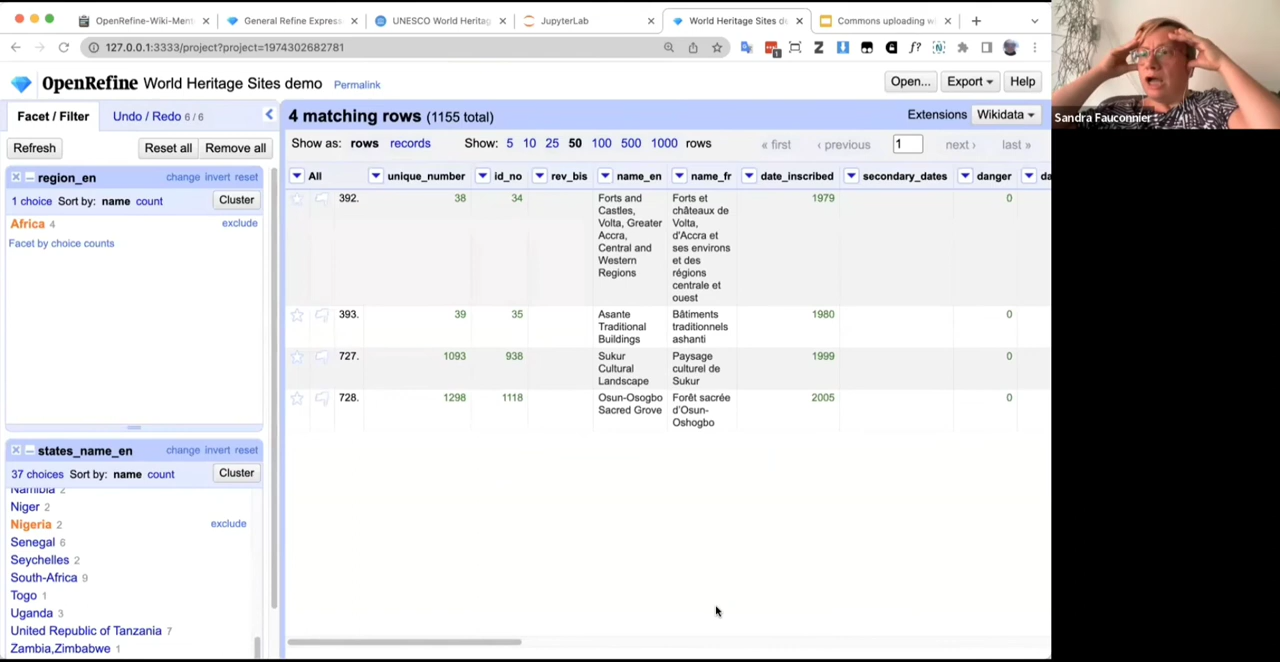 OpenRefine-Wiki-Ment
General Refine Express
UNESCO World Heritag
JupyterLab
World Heritage Sites d
Commons uploading w
127.0.0.1:3333/project?project=1974302682781
OpenRefine World Heritage Sites demo Permalink
Open... Export Help
Facet / Filter Undo / Redo 6 / 6
4 matching rows (1155 total)
Extensions Wikidata
Refresh Reset all Remove all
Show as: rows records Show: 5 10 25 50 100 500 1000 rows
« first ‹ previous 1 next › last »
region_en change invert reset
1 choice Sort by: name count Cluster
Africa 4 exclude
Facet by choice counts
states_name_en change invert reset
37 choices Sort by: name count Cluster
Namibia 2
Niger 2
Nigeria 2 exclude
Senegal 6
Seychelles 2
South-Africa 9
Togo 1
Uganda 3
United Republic of Tanzania 7
Zambia,Zimbabwe 1
All unique_number id_no rev_bis name_en name_fr date_inscribed secondary_dates danger da
392. 38 34 Forts and Forts et 1979 0
Castles, châteaux de
Volta, Greater Volta,
Accra, d'Accra et
Central and ses environs
Western et des
Regions régions
centrale et
ouest
393. 39 35 Asante Bâtiments 1980 0
Traditional traditionnels
Buildings ashanti
727. 1093 938 Sukur Paysage 1999 0
Cultural culturel de
Landscape Sukur
728. 1298 1118 Osun-Osogbo Forêt sacrée 2005 0
Sacred Grove d'Osun-
Oshogbo
Sandra Fauconnier